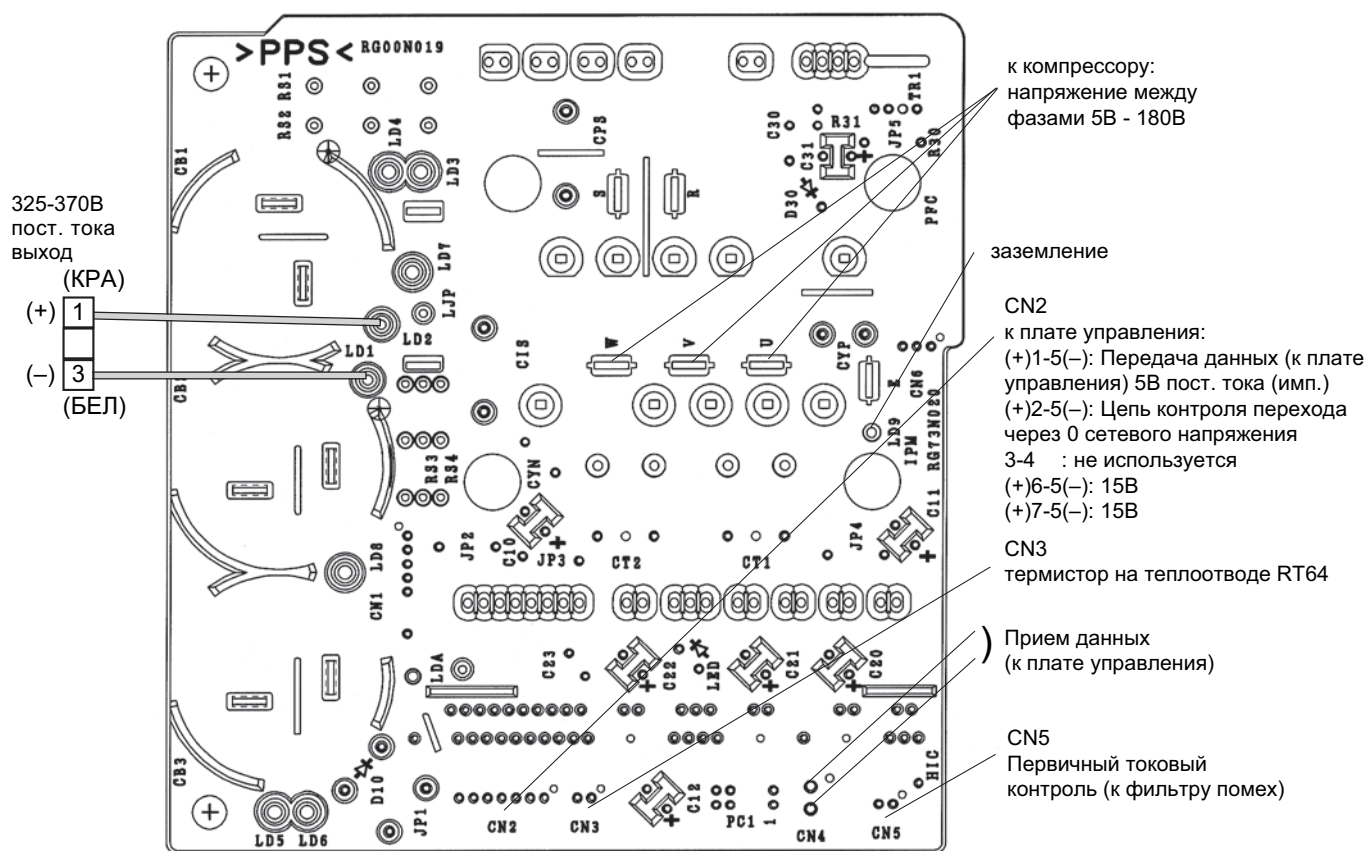 >PPS< RG00N019
RS2 RS1
CB1
LD4
LD3
LD7
LJP
LD2
LD1
CB2
CPS
S
R
C30
R31
C31
D30
JP5
TR1
R30
PFC
CIS
W
V
U
CYP
E
CN6
LD9
IPM
RG73N020
C11
RS3
RS4
CYN
C10
JP2
JP3
CT2
CT1
JP4
LD8
CN1
LDA
C23
C22
LED
C21
C20
CB3
D10
JP1
LD5 LD6
CN2
CN3
C12
PC1
1
CN4
CN5
HIC
325-370В
пост. тока
выход
(КРА)
(+) 1
(–) 3
(БЕЛ)
к компрессору:
напряжение между
фазами 5В - 180В
заземление
CN2
к плате управления:
(+)1-5(–): Передача данных (к плате
управления) 5В пост. тока (имп.)
(+)2-5(–): Цепь контроля перехода
через 0 сетевого напряжения
3-4 : не используется
(+)6-5(–): 15В
(+)7-5(–): 15В
CN3
термистор на теплоотводе RT64
) Прием данных
(к плате управления)
CN5
Первичный токовый
контроль (к фильтру помех)